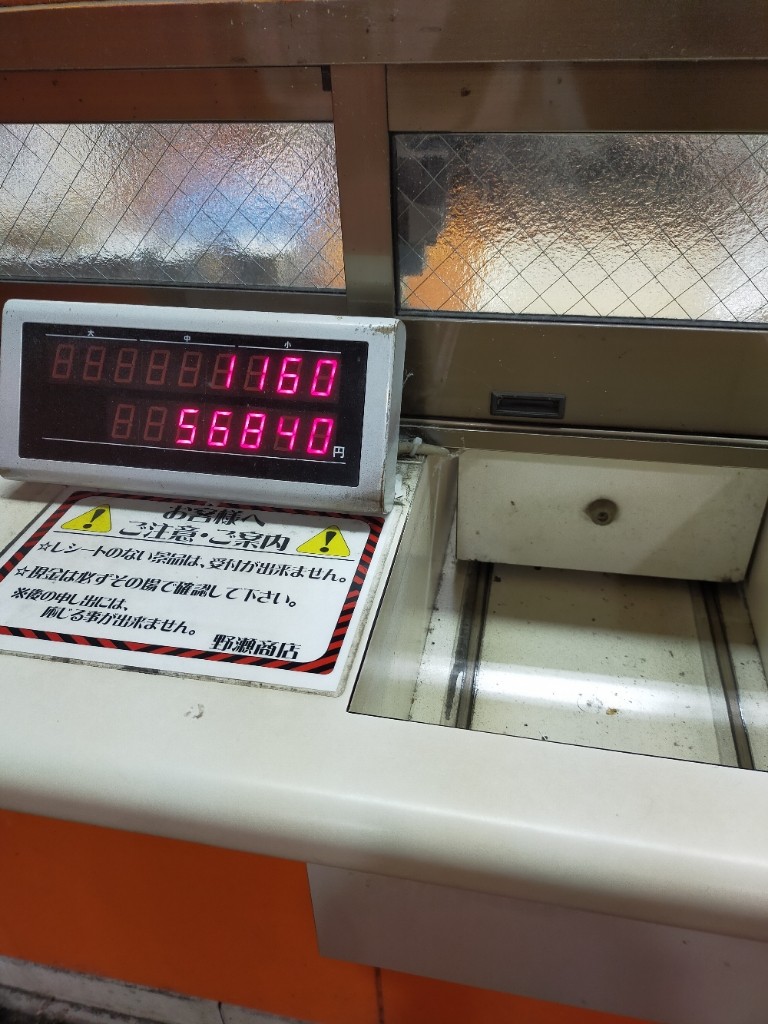 大 中 小
1160
56840 円
お客様へ
ご注意・ご案内
☆レシートのない景品は、受付が出来ません。
☆現金は必ずその場で確認して下さい。
※後の申し出には、
応じる事が出来ません。
野瀬商店